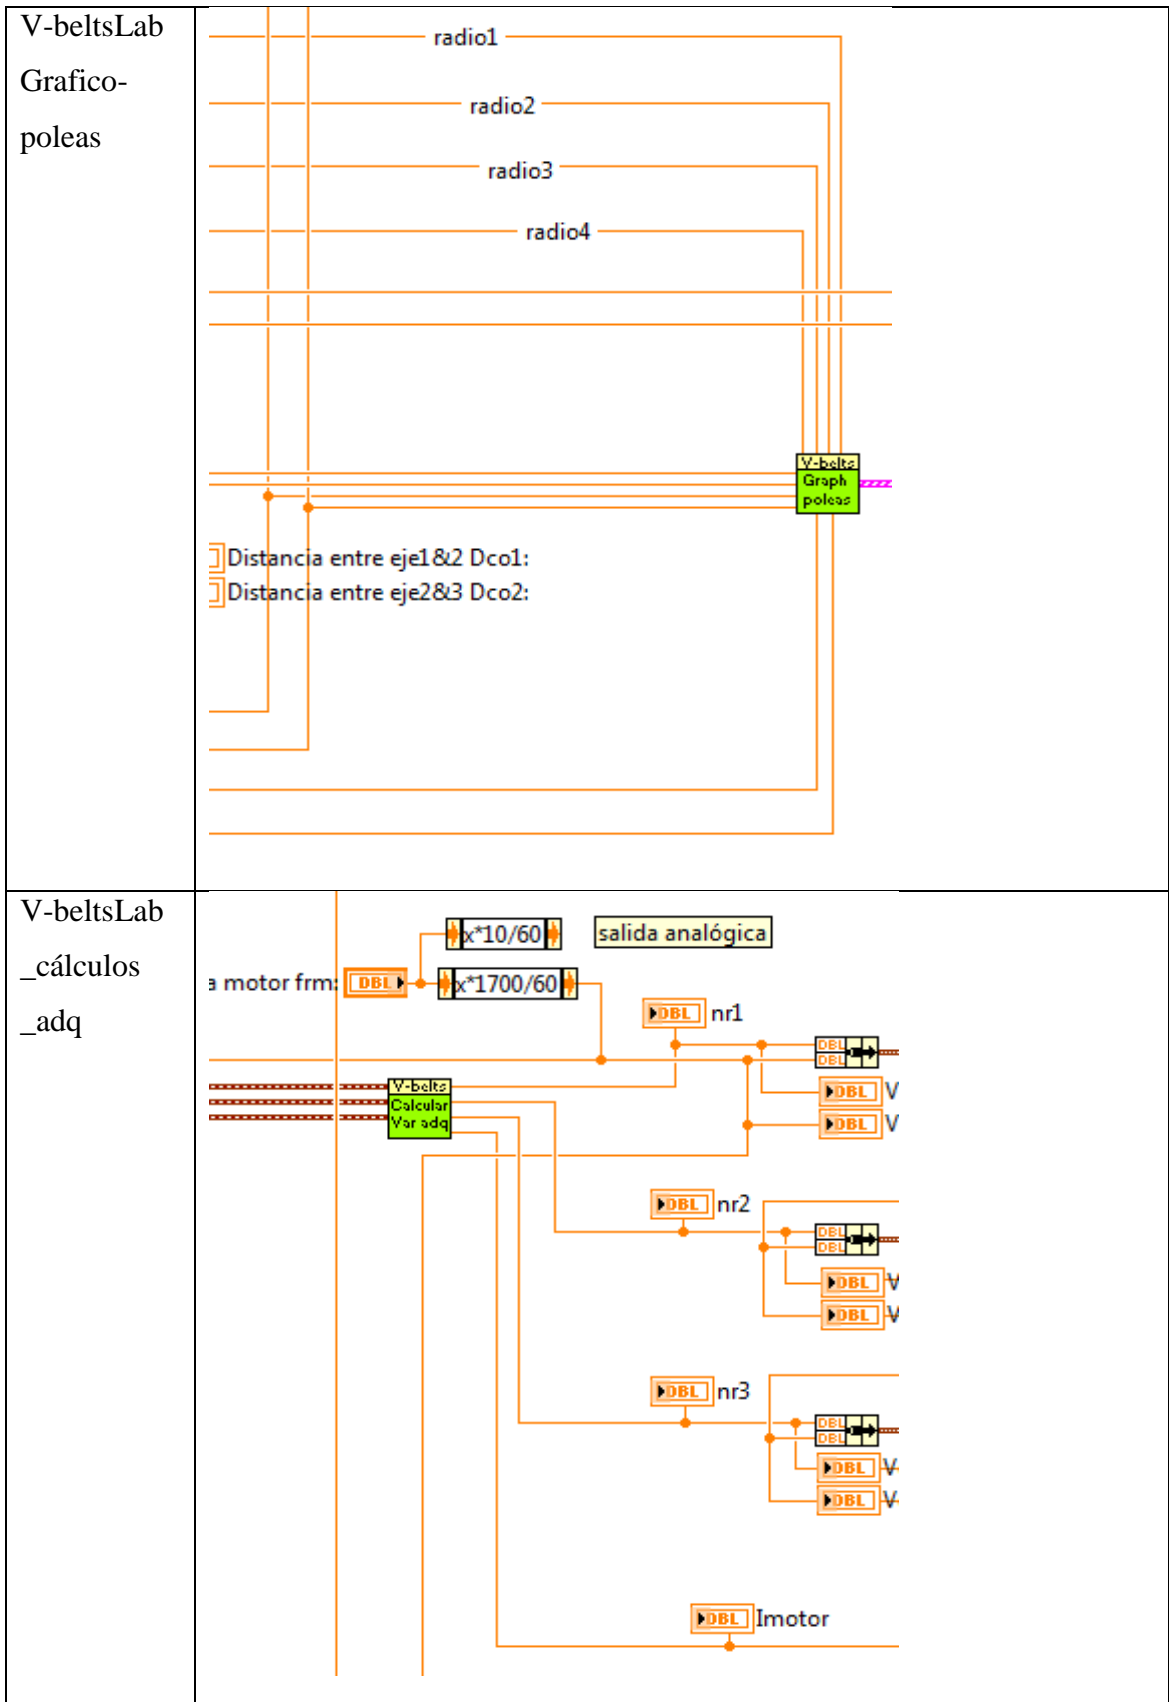 V-beltsLab
Grafico-
poleas
radio1
radio2
radio3
radio4
V-belts
Graph
poleas
Distancia entre eje1&2 Dco1:
Distancia entre eje2&3 Dco2:
V-beltsLab
_cálculos
_adq
x*10/60
salida analógica
a motor frm:
DBL
x*1700/60
DBL
nr1
DBL
DBL
DBL V
DBL V
V-belts
Calcular
Var adq
DBL
nr2
DBL
DBL
DBL V
DBL V
DBL
nr3
DBL
DBL
DBL V
DBL V
DBL
Imotor